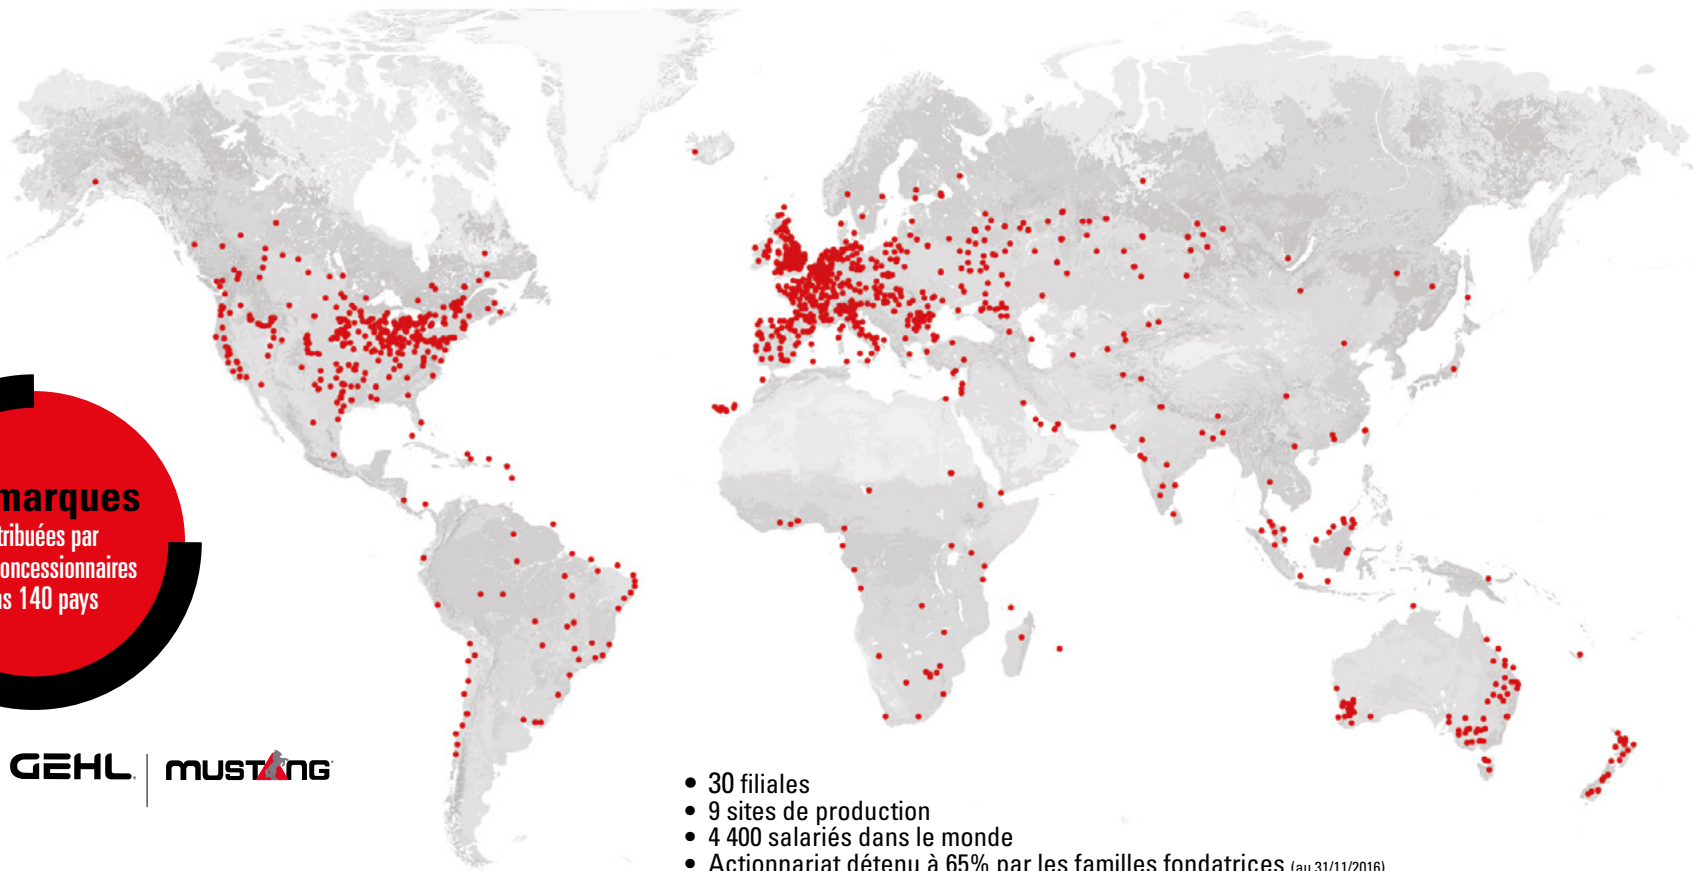 marques
tribuées par
oncessionnaires
s 140 pays
GEHL
MUSTANG
• 30 filiales
• 9 sites de production
• 4 400 salariés dans le monde
• Actionnariat détenu à 65% par les familles fondatrices (au 31/11/2016)